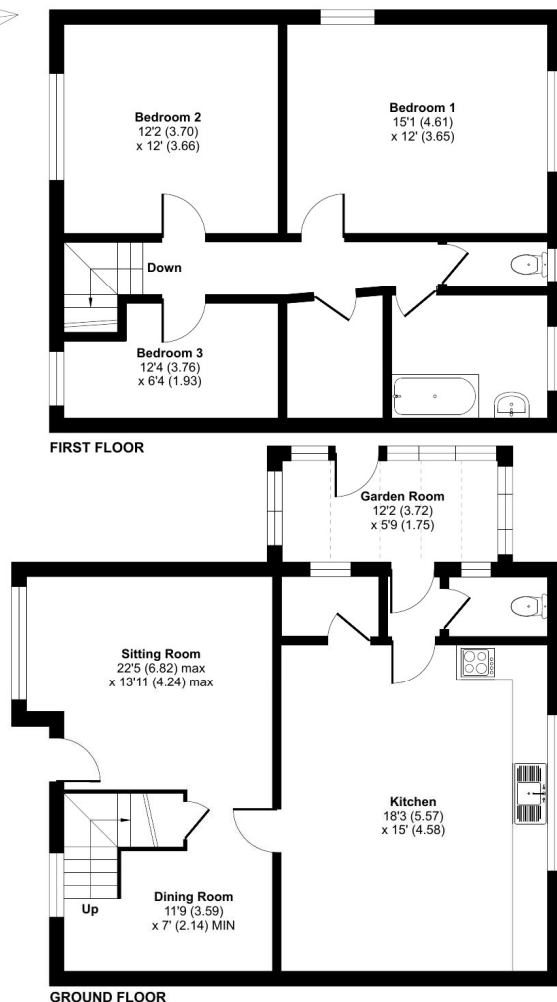 Bedroom 2
12'2 (3.70)
x 12' (3.66)
Bedroom 1
15'1 (4.61)
x 12' (3.65)
Down
Bedroom 3
12'4 (3.76)
x 6'4 (1.93)
FIRST FLOOR
Garden Room
12'2 (3.72)
x 5'9 (1.75)
Sitting Room
22'5 (6.82) max
x 13'11 (4.24) max
Kitchen
18'3 (5.57)
x 15' (4.58)
Dining Room
11'9 (3.59)
x 7' (2.14) MIN
Up
GROUND FLOOR